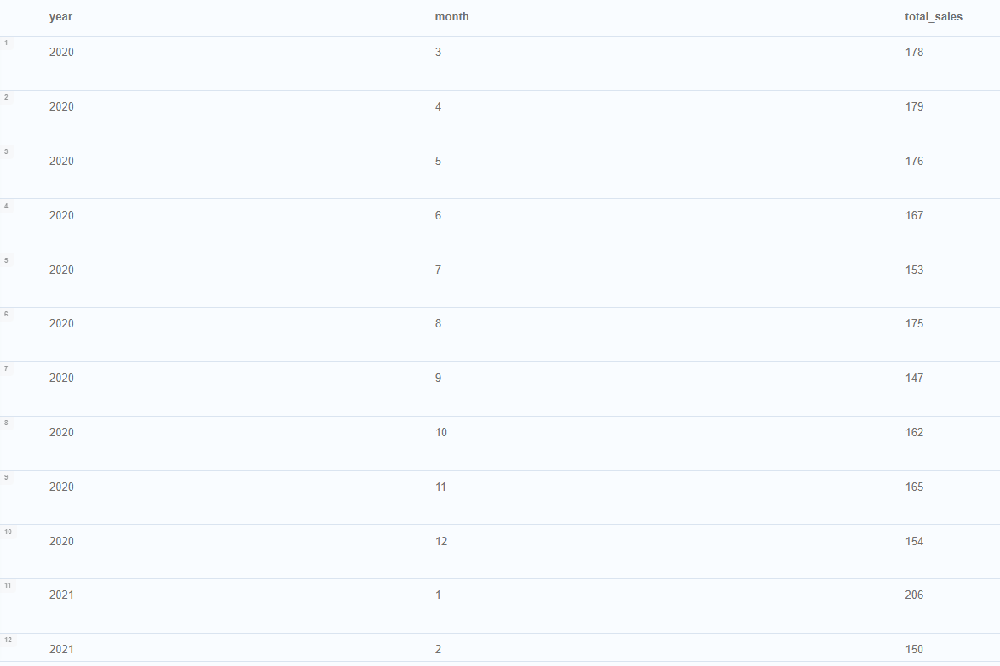 year month total_sales
1 2020 3 178
2 2020 4 179
3 2020 5 176
4 2020 6 167
5 2020 7 153
6 2020 8 175
7 2020 9 147
8 2020 10 162
9 2020 11 165
10 2020 12 154
11 2021 1 206
12 2021 2 150